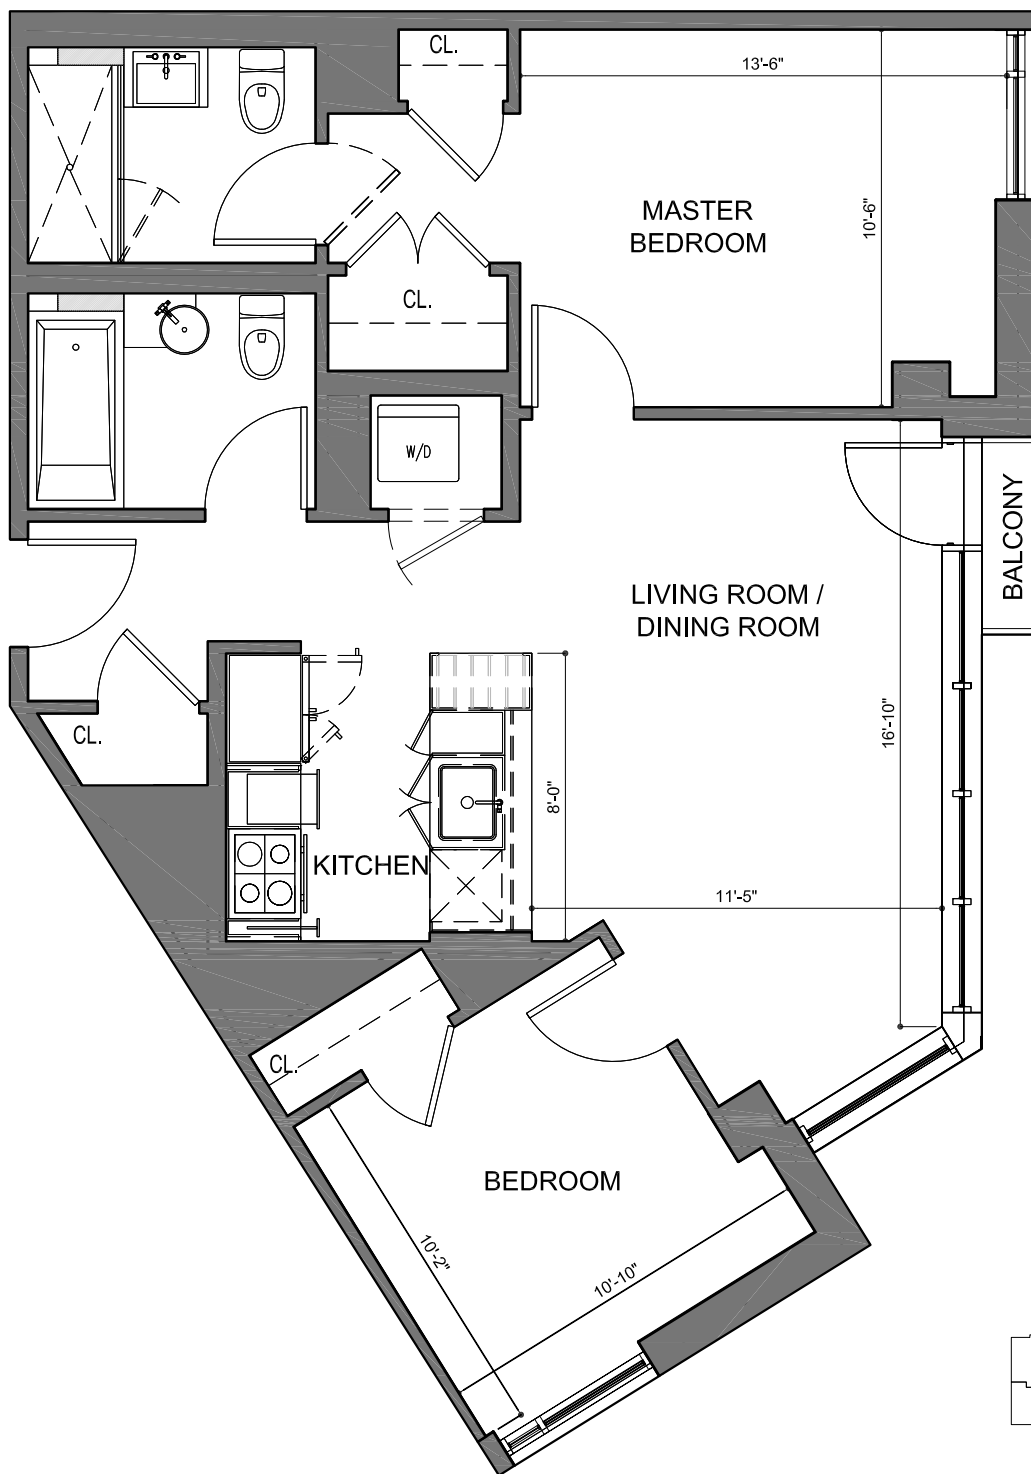 CL.
13'-6"
MASTER
BEDROOM
10'-6"
CL.
W/D
BALCONY
LIVING ROOM /
DINING ROOM
CL.
16'-10"
8'-0"
KITCHEN
11'-5"
CL.
BEDROOM
10'-2"
10'-10"